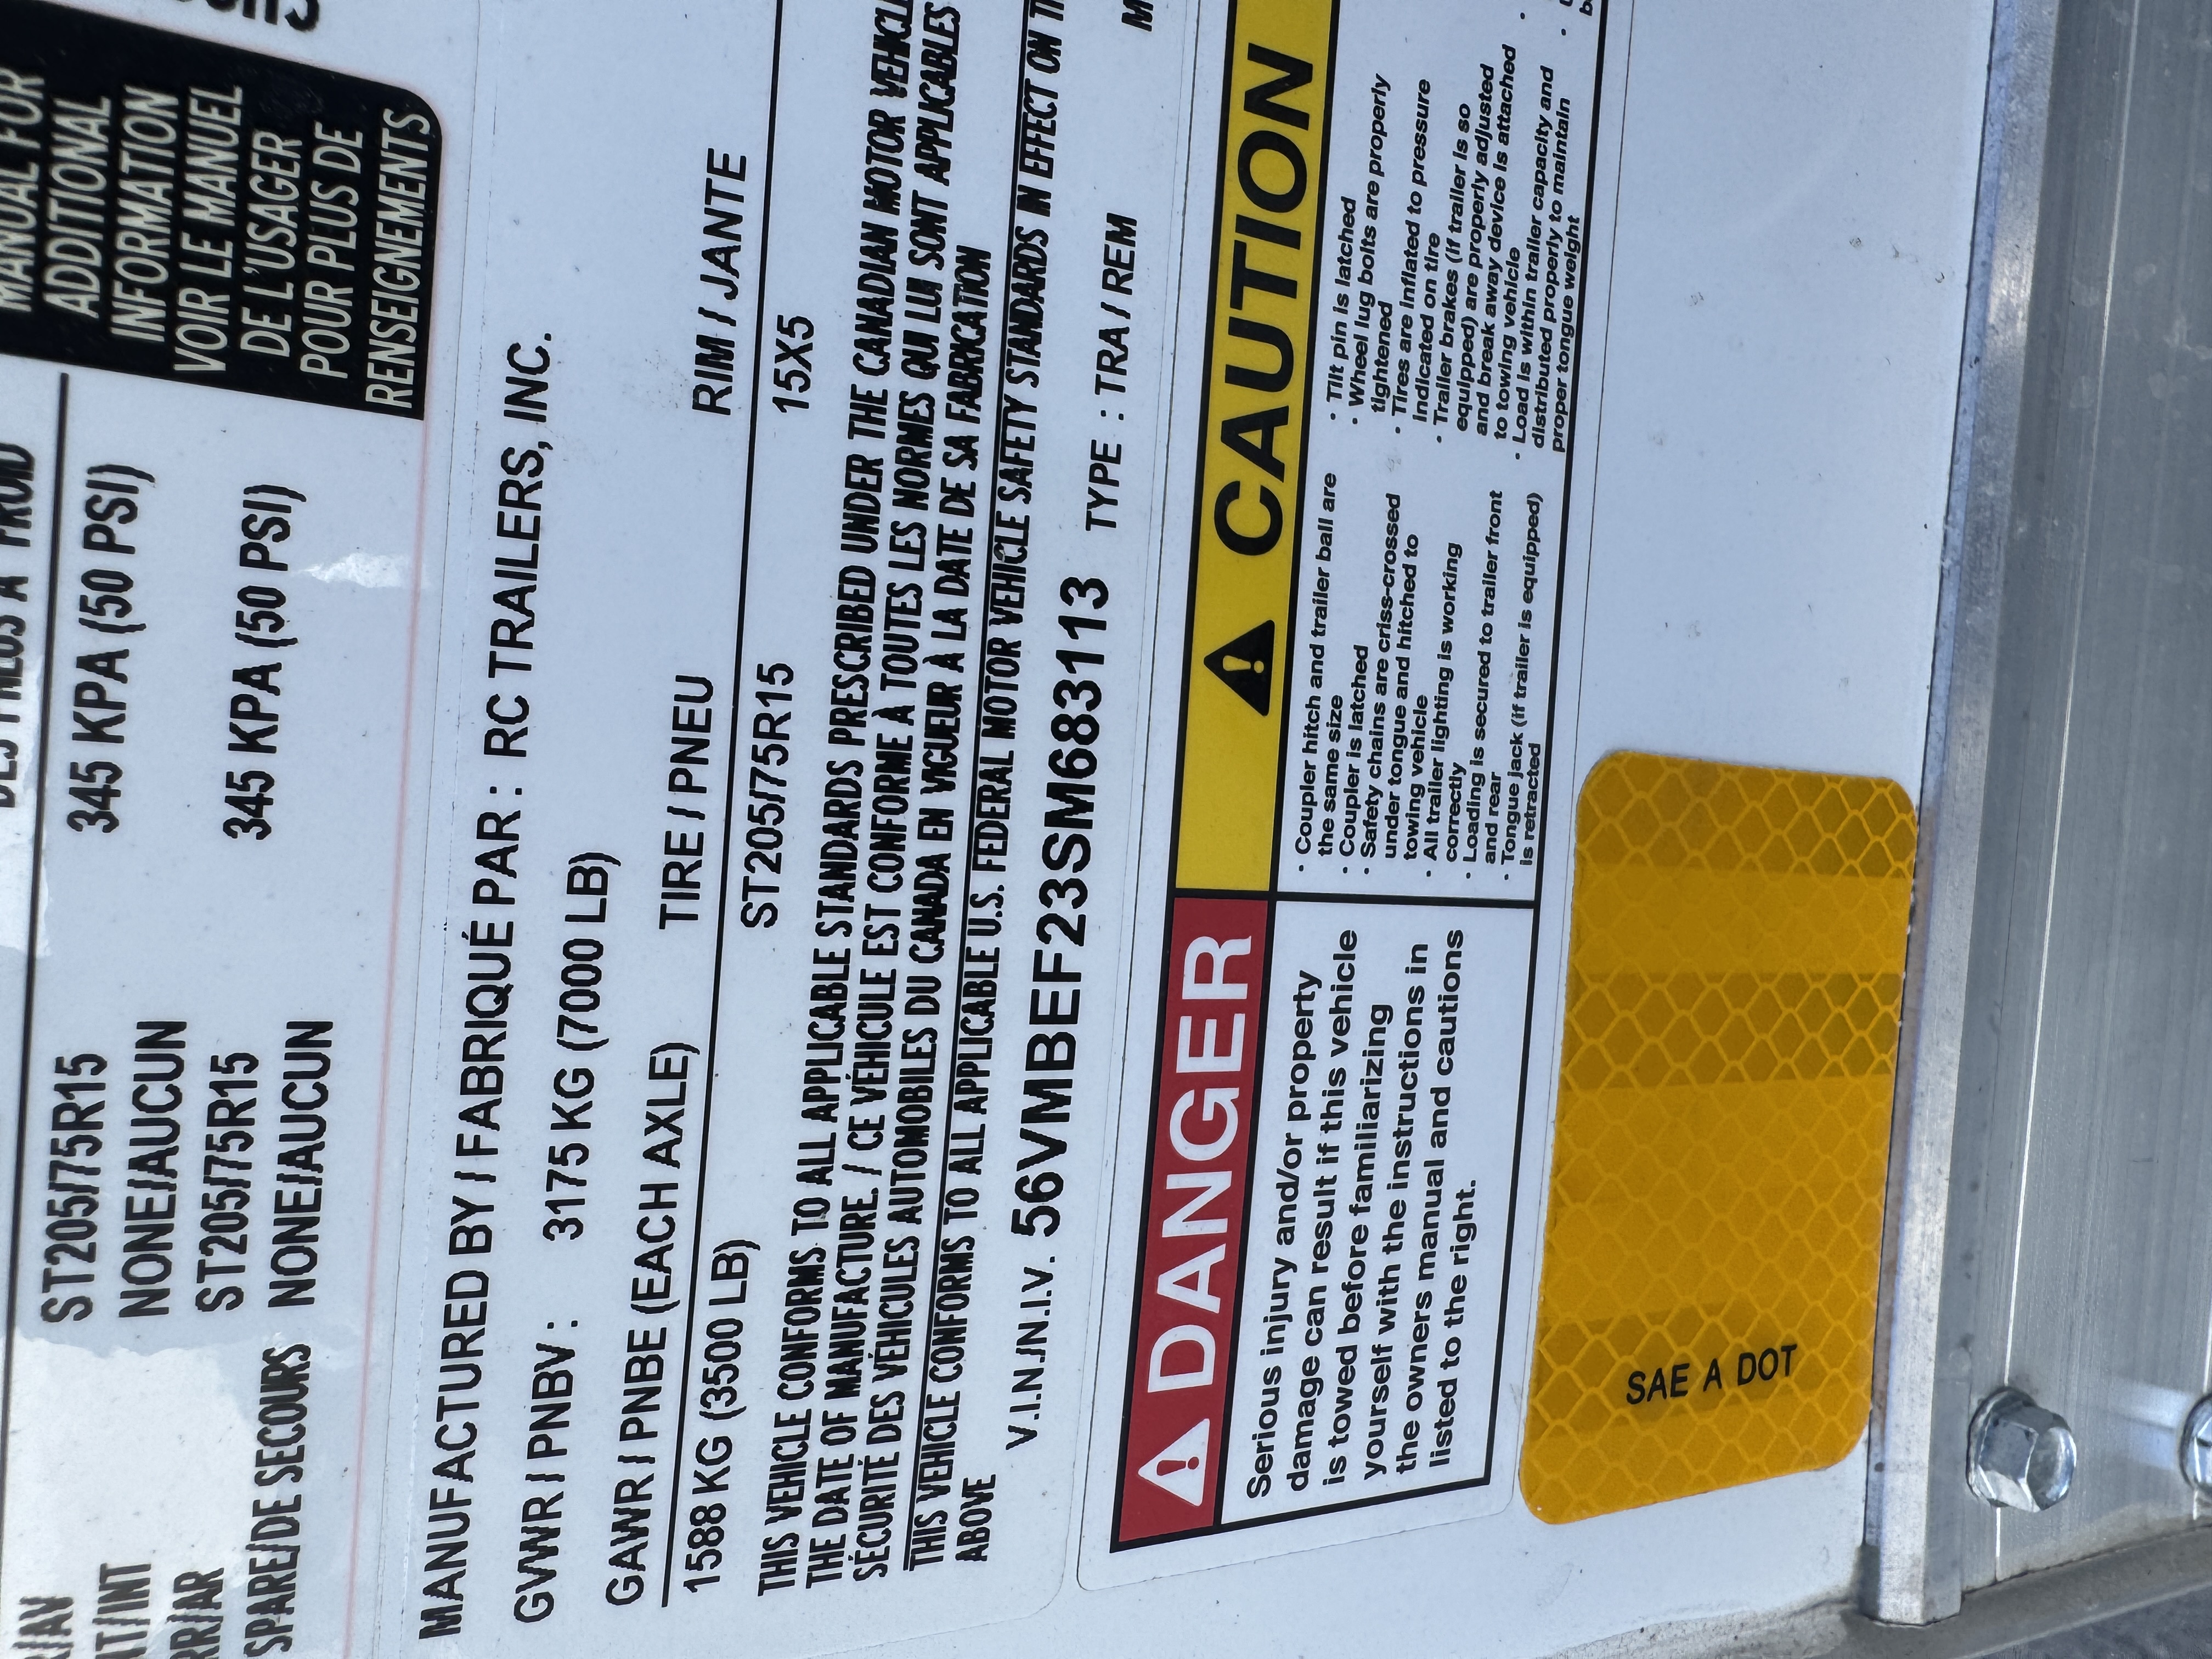 MANUAL FOR
ADDITIONAL
INFORMATION
VOIR LE MANUEL
DE L'USAGER
POUR PLUS DE
RENSEIGNEMENTS
ST205/75R15 345 KPA (50 PSI)
NONE/AUCUN
ST205/75R15 345 KPA (50 PSI)
SPARE/DE SECOURS NONE/AUCUN
MANUFACTURED BY / FABRIQUÉ PAR : RC TRAILERS, INC.
GVWR / PNBV : 3175 KG (7000 LB)
GAWR / PNBE (EACH AXLE) TIRE / PNEU RIM / JANTE
1588 KG (3500 LB) ST205/75R15 15X5
THIS VEHICLE CONFORMS TO ALL APPLICABLE STANDARDS PRESCRIBED UNDER THE CANADIAN MOTOR
THE DATE OF MANUFACTURE. / CE VÉHICULE EST CONFORME À TOUTES LES NORMES QUI LUI SONT APPLICABLES
SÉCURITÉ DES VÉHICULES AUTOMOBILES DU CANADA EN VIGUEUR À LA DATE DE SA FABRICATION
THIS VEHICLE CONFORMS TO ALL APPLICABLE U.S. FEDERAL MOTOR VEHICLE SAFETY STANDARDS IN EFFECT ON
ABOVE
V.I.N./N.I.V. 56VMBEF23SM683113 TYPE : TRA / REM
DANGER
Serious injury and/or property
damage can result if this vehicle
is towed before familiarizing
yourself with the instructions in
the owners manual and cautions
listed to the right.
CAUTION
· Coupler hitch and trailer ball are
the same size
· Coupler is latched
· Safety chains are criss-crossed
under tongue and hitched to
towing vehicle
· All trailer lighting is working
correctly
· Loading is secured to trailer front
and rear
· Tongue jack (if trailer is equipped)
is retracted
· Tilt pin is latched
· Wheel lug bolts are properly
tightened
· Tires are inflated to pressure
indicated on tire
· Trailer brakes (if trailer is so
equipped) are properly adjusted
and break away device is attached
to towing vehicle
· Load is within trailer capacity and
distributed properly to maintain
proper tongue weight
SAE A DOT